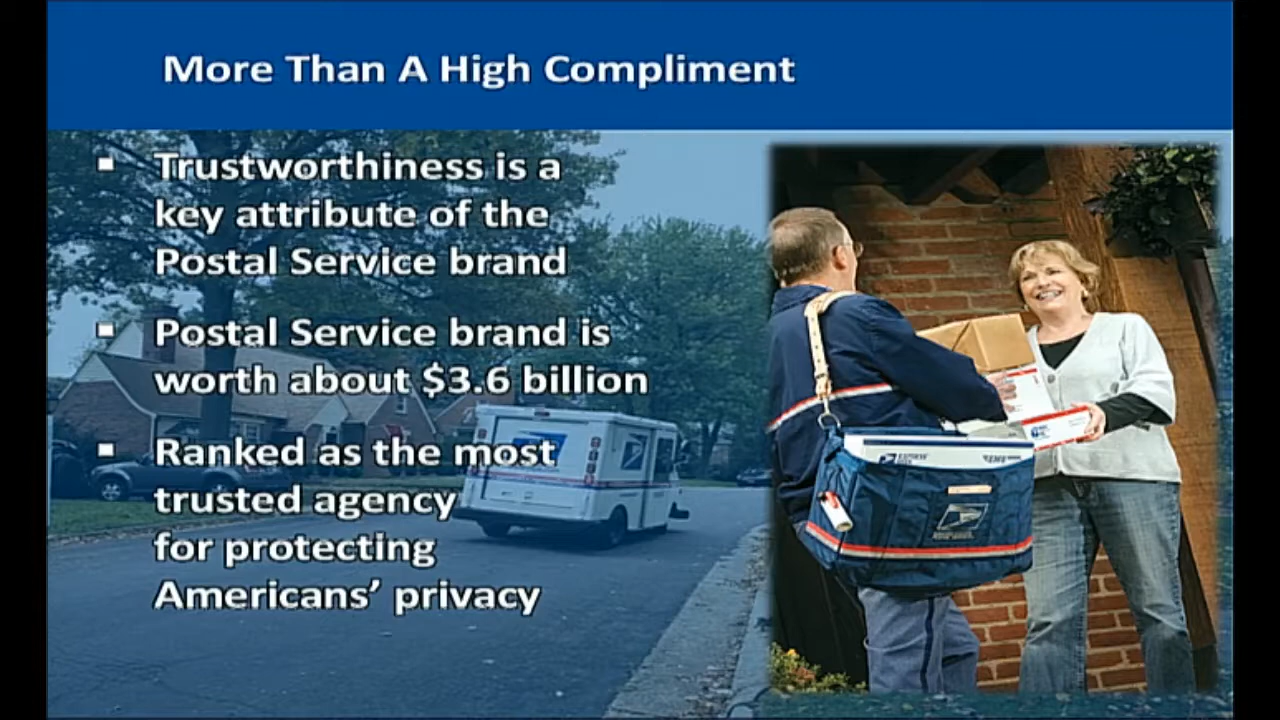 More Than A High Compliment
▪ Trustworthiness is a
key attribute of the
Postal Service brand
▪ Postal Service brand is
worth about $3.6 billion
▪ Ranked as the most
trusted agency
for protecting
Americans' privacy
EXPRESS